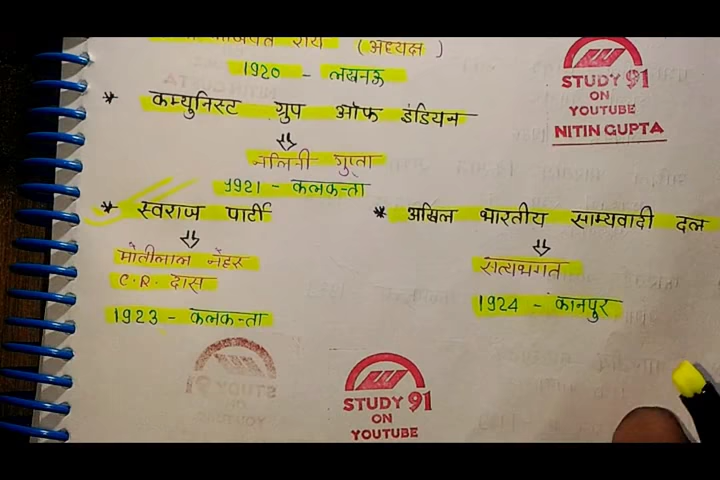 राय (अध्यक्ष)
1920 - लखनऊ
* कम्युनिस्ट ग्रुप ऑफ इंडियन
नलिनी गुप्ता
1921 - कलकत्ता
* स्वराज पार्टी
मोतीलाल नेहरू
C.R. दास
1923 - कलकत्ता
* अखिल भारतीय साम्यवादी दल
सत्यभगत
1924 - कानपुर
STUDY 91
ON
YOUTUBE
NITIN GUPTA
STUDY 91
ON
YOUTUBE